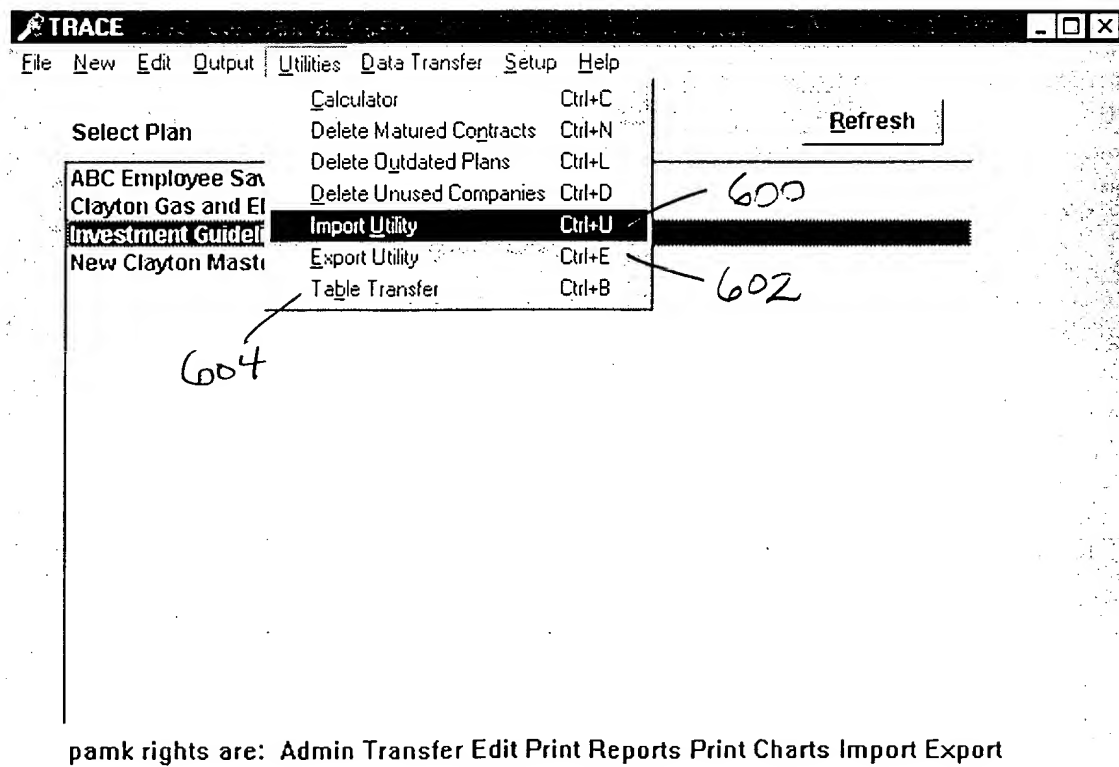 TRACE
File New Edit Output Utilities Data Transfer Setup Help
Calculator Ctrl+C
Select Plan
Delete Matured Contracts Ctrl+N
Refresh
Delete Outdated Plans Ctrl+L
ABC Employee Sav
Delete Unused Companies Ctrl+D
600
Clayton Gas and El
Investment Guideli
Import Utility Ctrl+U
New Clayton Maste
Export Utility Ctrl+E
602
Table Transfer Ctrl+B
604
pamk rights are: Admin Transfer Edit Print Reports Print Charts Import Export